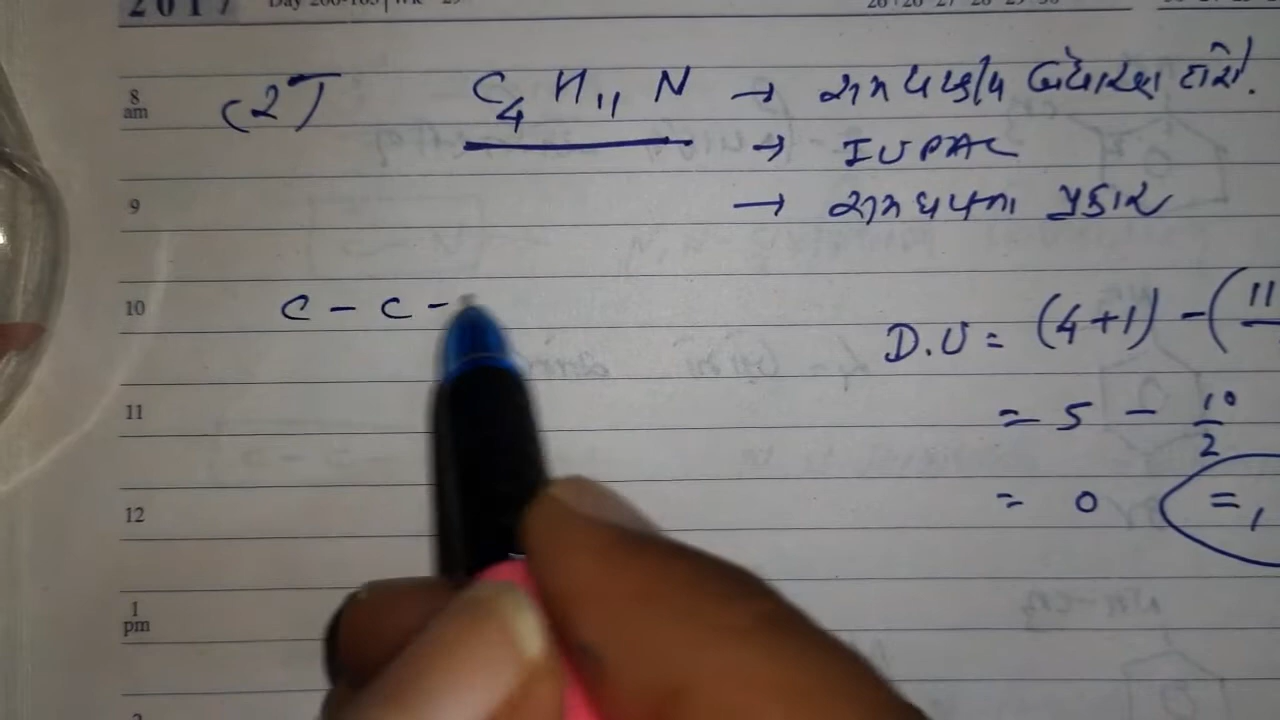 2017
8 am (2) C4H11N → સમઘટકીય બંધારણ દોરો.
→ IUPAC
9 → સમઘટકના પ્રકાર
10 C - C -
D.U = (4+1) - (11
11 = 5 - 10/2
12 = 0 =
1 pm